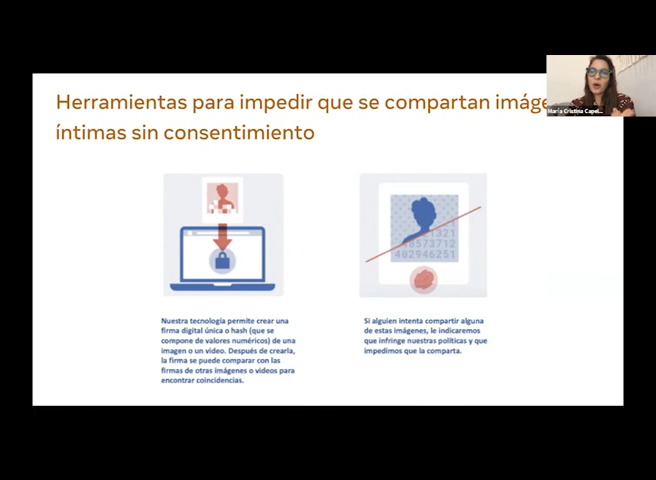 Herramientas para impedir que se compartan
íntimas sin consentimiento
María Cristina Capel...
1321
8573712
402946251
Nuestra tecnología permite crear una
firma digital única o hash (que se
compone de valores numéricos) de una
imagen o un video. Después de crearla,
la firma se puede comparar con las
firmas de otras imágenes o videos para
encontrar coincidencias.
Si alguien intenta compartir alguna
de estas imágenes, le indicaremos
que infringe nuestras políticas y que
impedimos que la comparta.